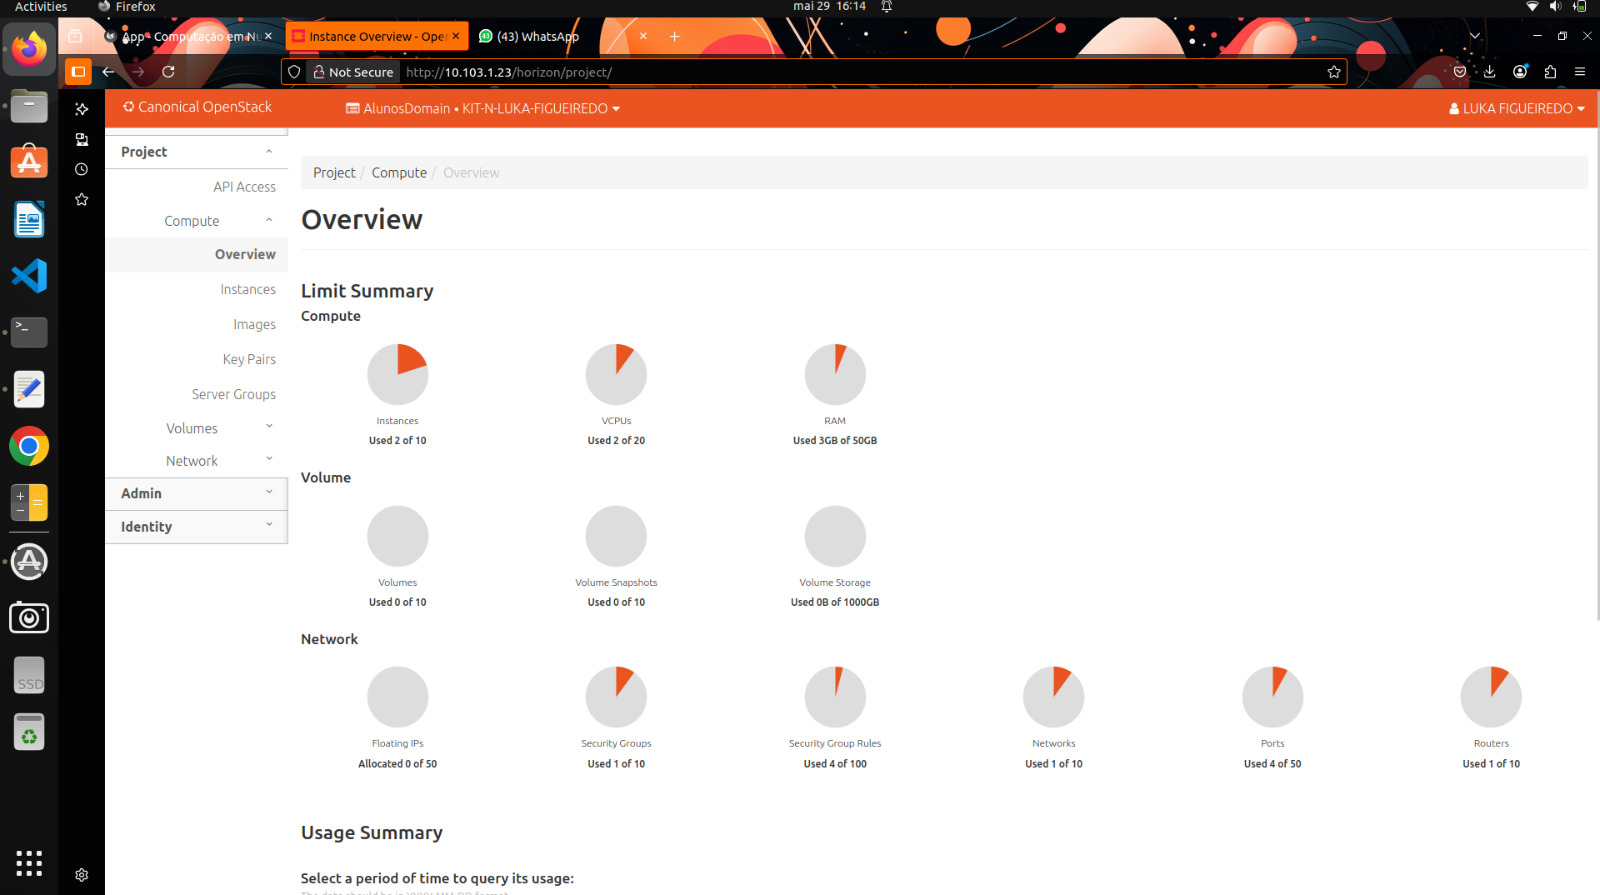 Activities
Firefox
mai 29 16:14
App - Computação em Nu
Instance Overview - Ope
(43) WhatsApp
Not Secure
http://10.103.1.23/horizon/project/
Canonical OpenStack
AlunosDomain • KIT-N-LUKA-FIGUEIREDO
LUKA FIGUEIREDO
Project
API Access
Compute
Overview
Instances
Images
Key Pairs
Server Groups
Volumes
Network
Admin
Identity
SSD
Project / Compute / Overview
Overview
Limit Summary
Compute
Instances
Used 2 of 10
VCPUs
Used 2 of 20
RAM
Used 3GB of 50GB
Volume
Volumes
Used 0 of 10
Volume Snapshots
Used 0 of 10
Volume Storage
Used 0B of 1000GB
Network
Floating IPs
Allocated 0 of 50
Security Groups
Used 1 of 10
Security Group Rules
Used 4 of 100
Networks
Used 1 of 10
Ports
Used 4 of 50
Routers
Used 1 of 10
Usage Summary
Select a period of time to query its usage: